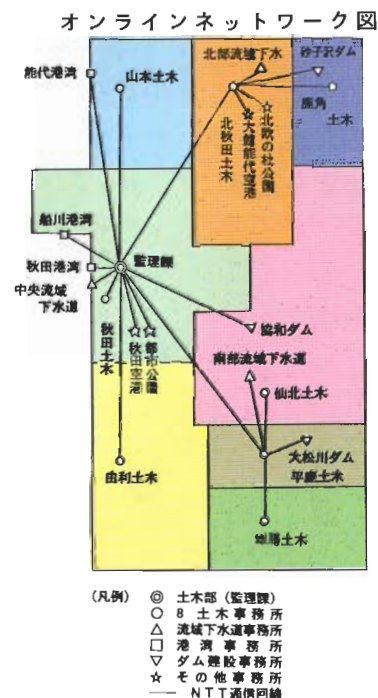 オンラインネットワーク図
能代港湾
山本土木
北部流域下水
砂子沢ダム
鹿角
土木
北秋田土木
大館能代空港
北欧の杜公園
船川港湾
秋田港湾
監理課
中央流域
下水道
秋田土木
秋田空港
都市公園
協和ダム
南部流域下水道
仙北土木
大松川ダム
平鹿土木
由利土木
雄勝土木
(凡例) ◎ 土木部(監理課)
○ 8土木事務所
△ 流域下水道事務所
□ 港湾事務所
▽ ダム建設事務所
☆ その他事務所
── NTT通信回線